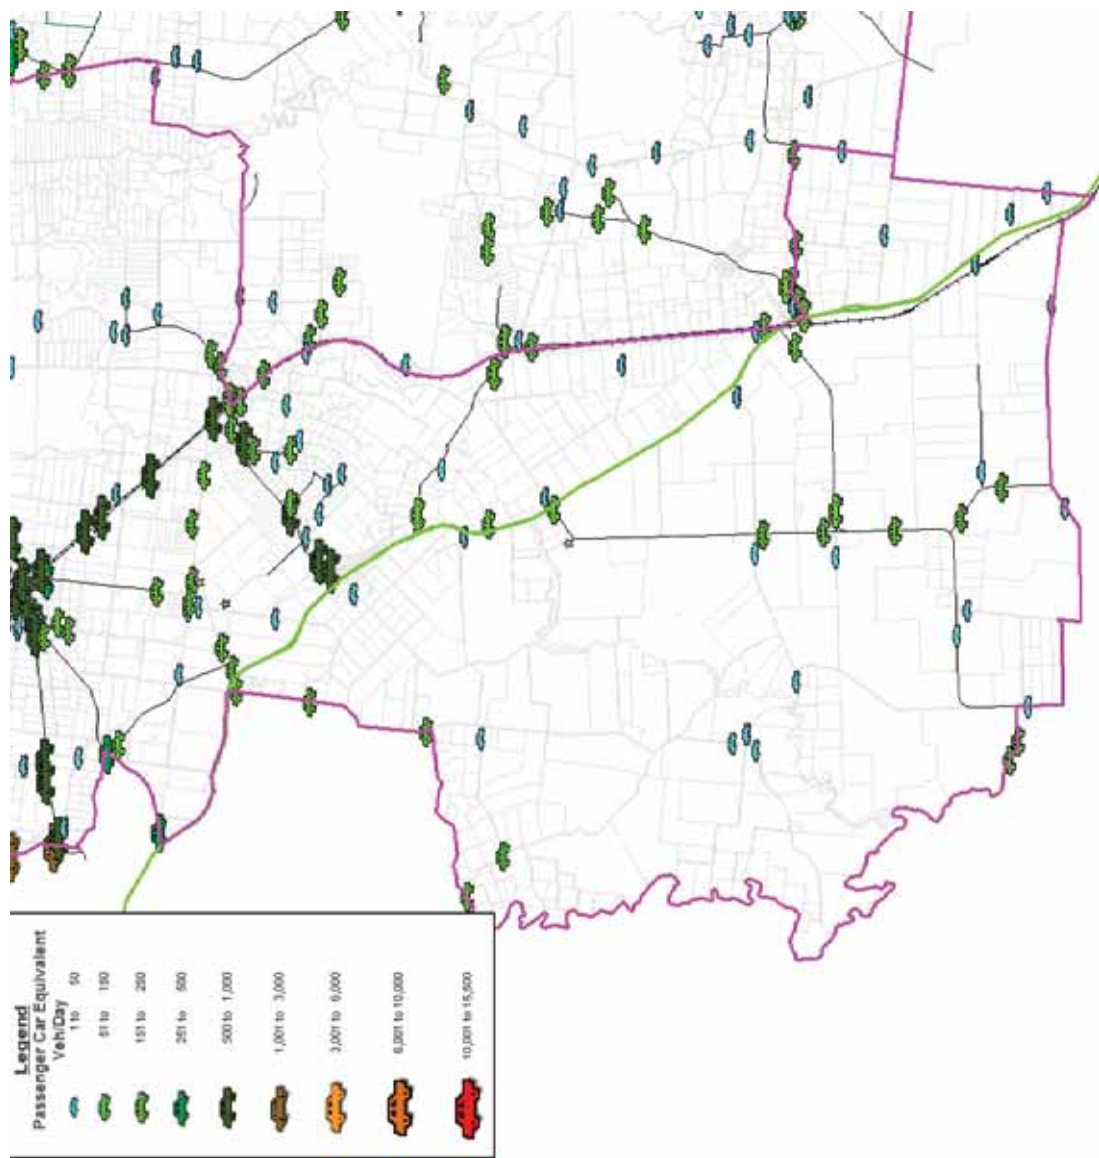 Legend
Passenger Car Equivalent
Veh/Day
1 to 50
51 to 150
151 to 250
251 to 500
500 to 1,000
1,001 to 3,000
3,001 to 6,000
6,001 to 10,000
10,001 to 15,500